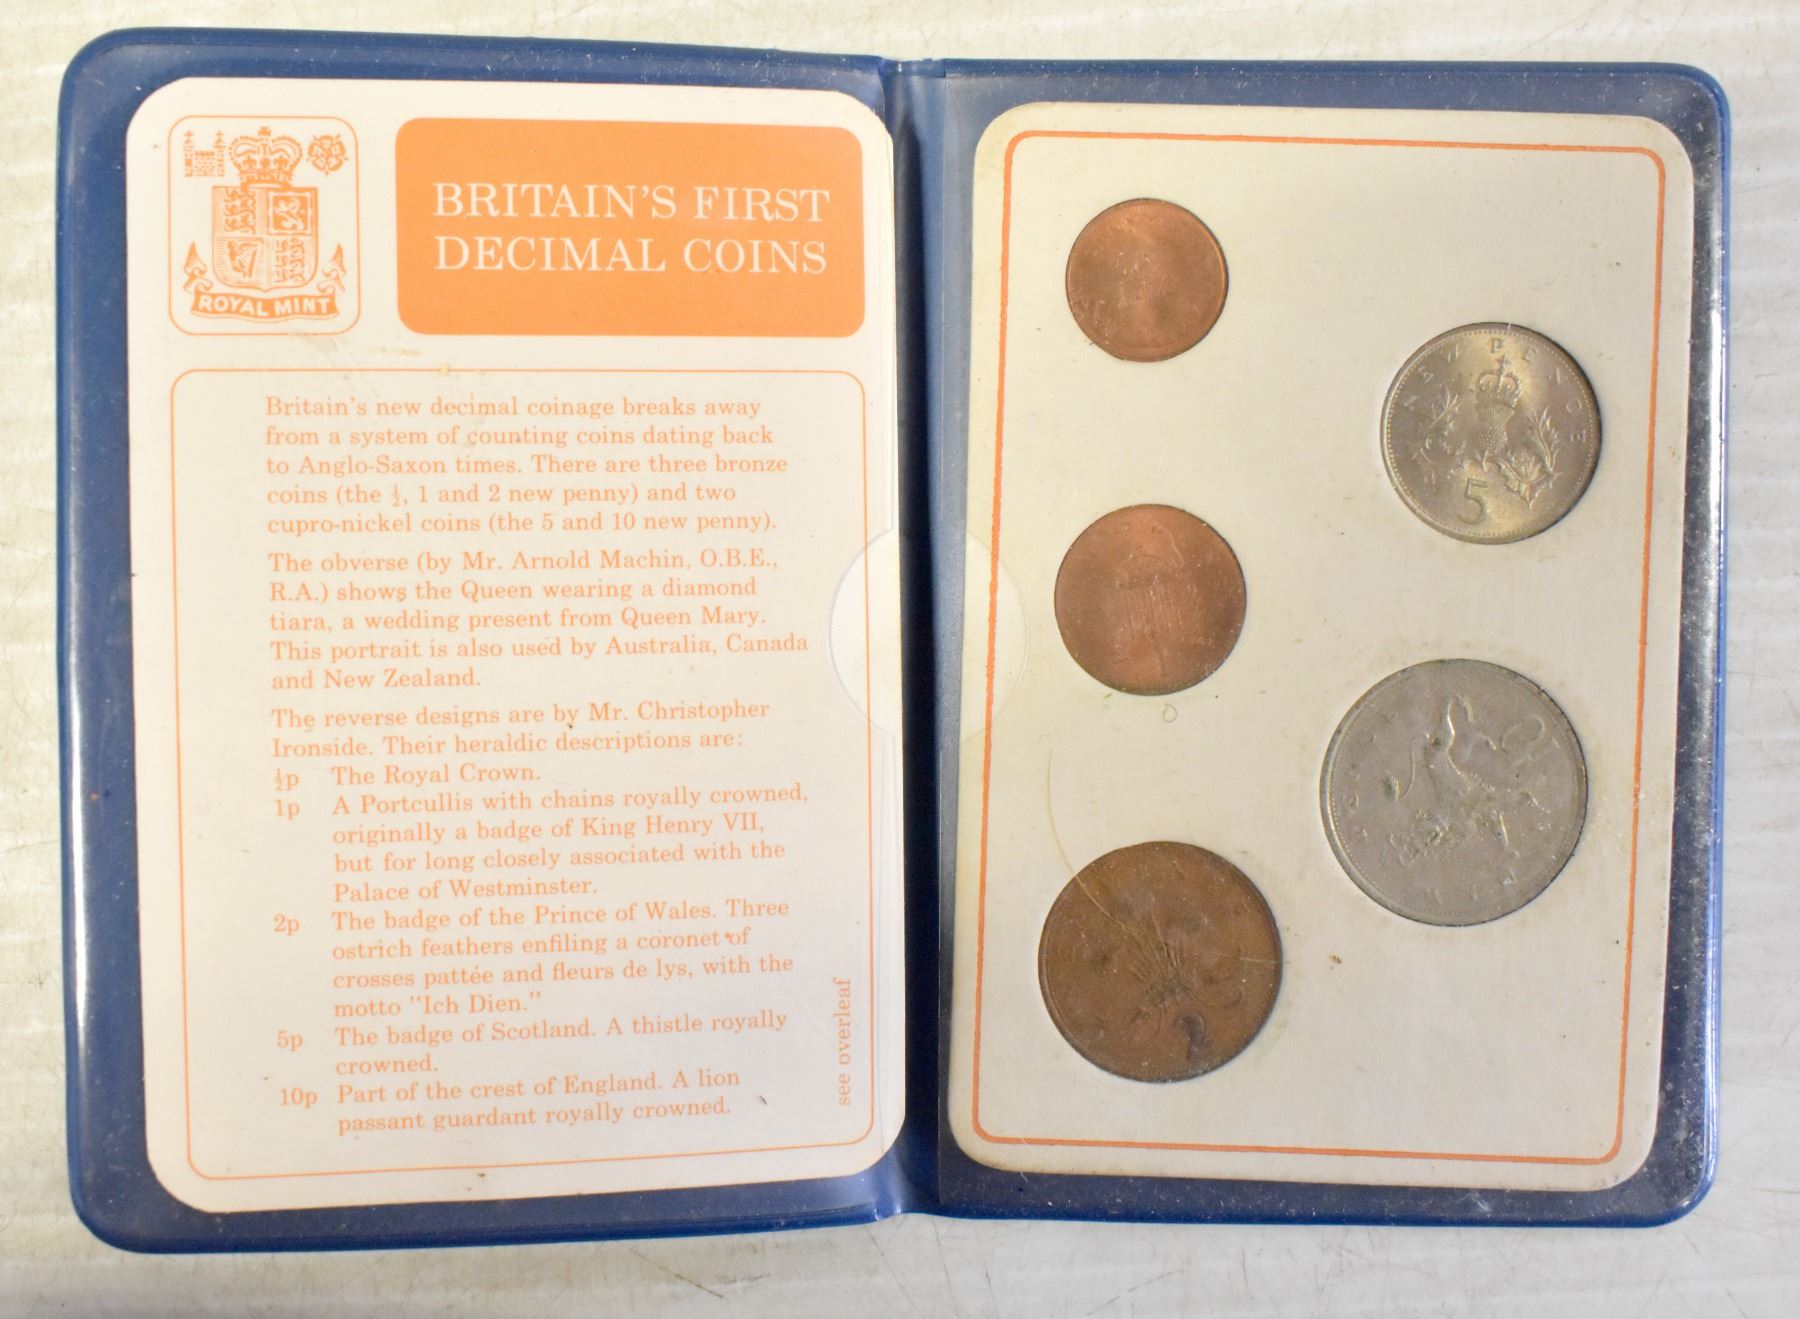 ROYAL MINT
BRITAIN'S FIRST
DECIMAL COINS
Britain's new decimal coinage breaks away
from a system of counting coins dating back
to Anglo-Saxon times. There are three bronze
coins (the ½, 1 and 2 new penny) and two
cupro-nickel coins (the 5 and 10 new penny).
The obverse (by Mr. Arnold Machin, O.B.E.,
R.A.) shows the Queen wearing a diamond
tiara, a wedding present from Queen Mary.
This portrait is also used by Australia, Canada
and New Zealand.
The reverse designs are by Mr. Christopher
Ironside. Their heraldic descriptions are:
½p The Royal Crown.
1p A Portcullis with chains royally crowned,
originally a badge of King Henry VII,
but for long closely associated with the
Palace of Westminster.
2p The badge of the Prince of Wales. Three
ostrich feathers enfiling a coronet of
crosses pattée and fleurs de lys, with the
motto "Ich Dien."
5p The badge of Scotland. A thistle royally
crowned.
10p Part of the crest of England. A lion
passant guardant royally crowned.
see overleaf
NEW PENCE
5
10
2